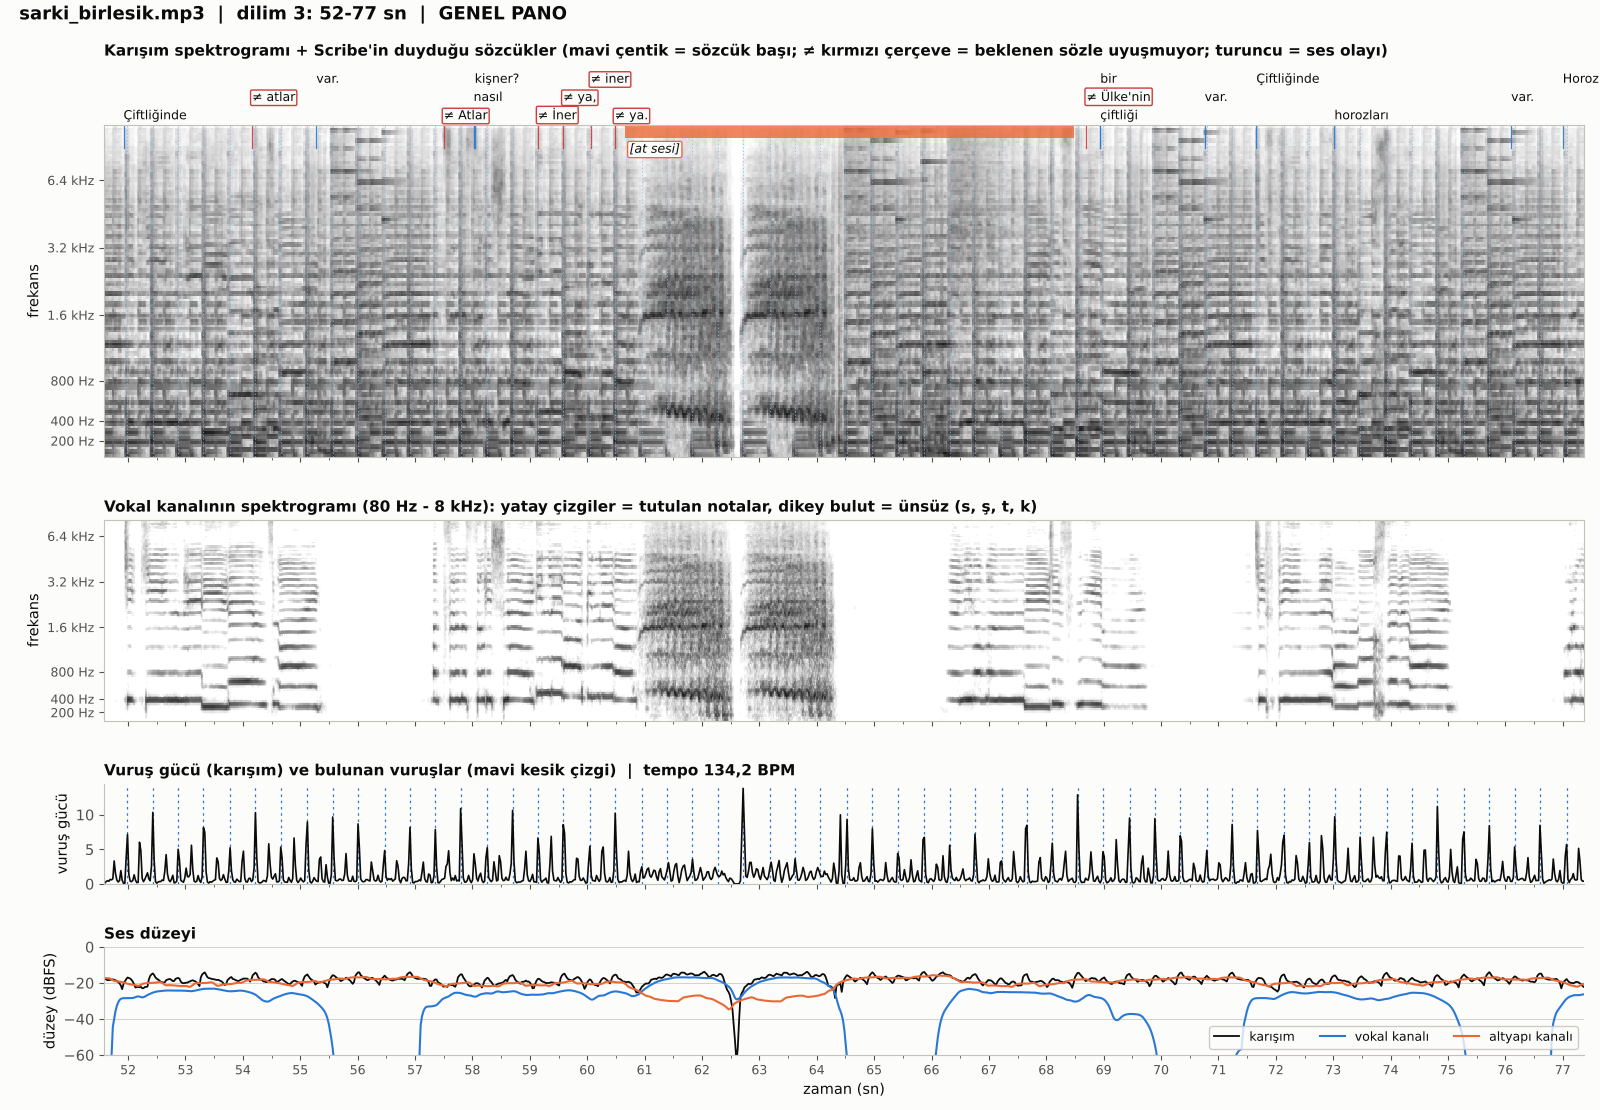 sarki_birlesik.mp3 | dilim 3: 52-77 sn | GENEL PANO
Karışım spektrogramı + Scribe'in duyduğu sözcükler (mavi çentik = sözcük başı; ≠ kırmızı çerçeve = beklenen sözle uyuşmuyor; turuncu = ses olayı)
var. kişner? ≠ iner bir Çiftliğinde Horoz
≠ atlar nasıl ≠ ya, ≠ Ülke'nin var. var.
Çiftliğinde ≠ Atlar ≠ İner ≠ ya. çiftliği horozları
[at sesi]
frekans
6.4 kHz
3.2 kHz
1.6 kHz
800 Hz
400 Hz
200 Hz
Vokal kanalının spektrogramı (80 Hz - 8 kHz): yatay çizgiler = tutulan notalar, dikey bulut = ünsüz (s, ş, t, k)
frekans
6.4 kHz
3.2 kHz
1.6 kHz
800 Hz
400 Hz
200 Hz
Vuruş gücü (karışım) ve bulunan vuruşlar (mavi kesik çizgi) | tempo 134,2 BPM
vuruş gücü
10
5
0
Ses düzeyi
düzey (dBFS)
0
−20
−40
−60
karışım vokal kanalı altyapı kanalı
52 53 54 55 56 57 58 59 60 61 62 63 64 65 66 67 68 69 70 71 72 73 74 75 76 77
zaman (sn)